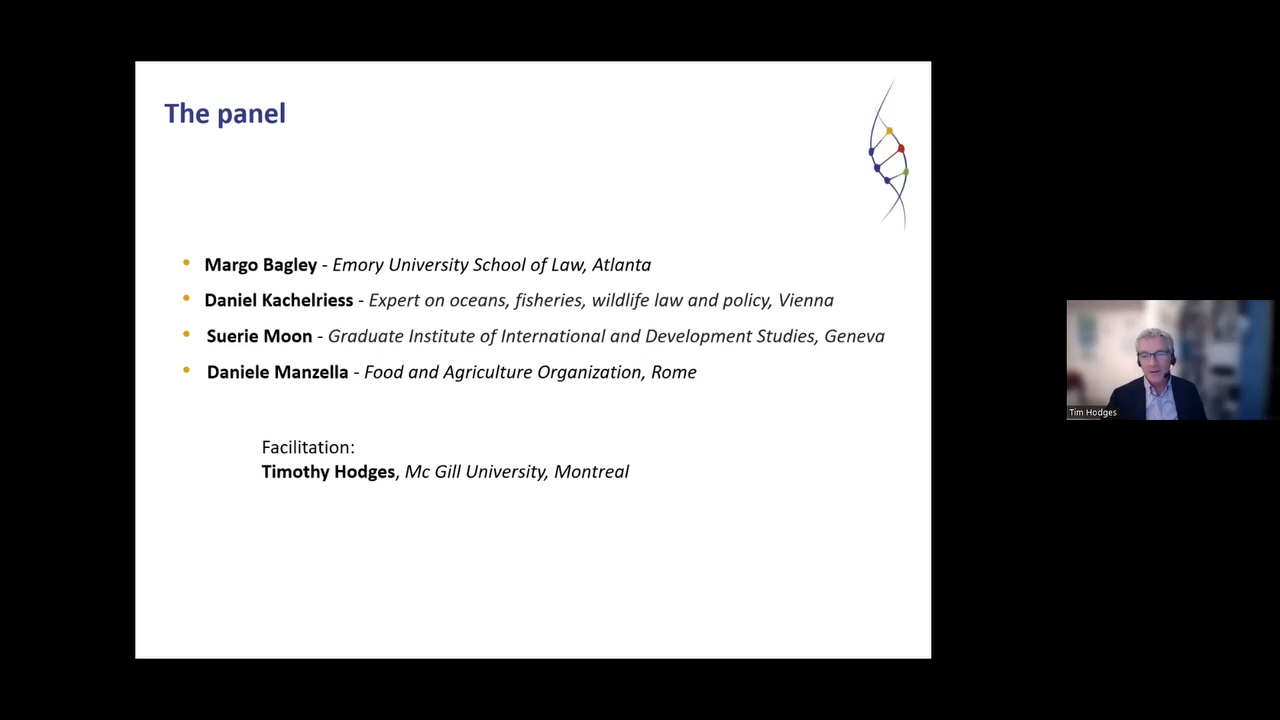 The panel
• Margo Bagley - Emory University School of Law, Atlanta
• Daniel Kachelriess - Expert on oceans, fisheries, wildlife law and policy, Vienna
• Suerie Moon - Graduate Institute of International and Development Studies, Geneva
• Daniele Manzella - Food and Agriculture Organization, Rome
Facilitation:
Timothy Hodges, Mc Gill University, Montreal
Tim Hodges